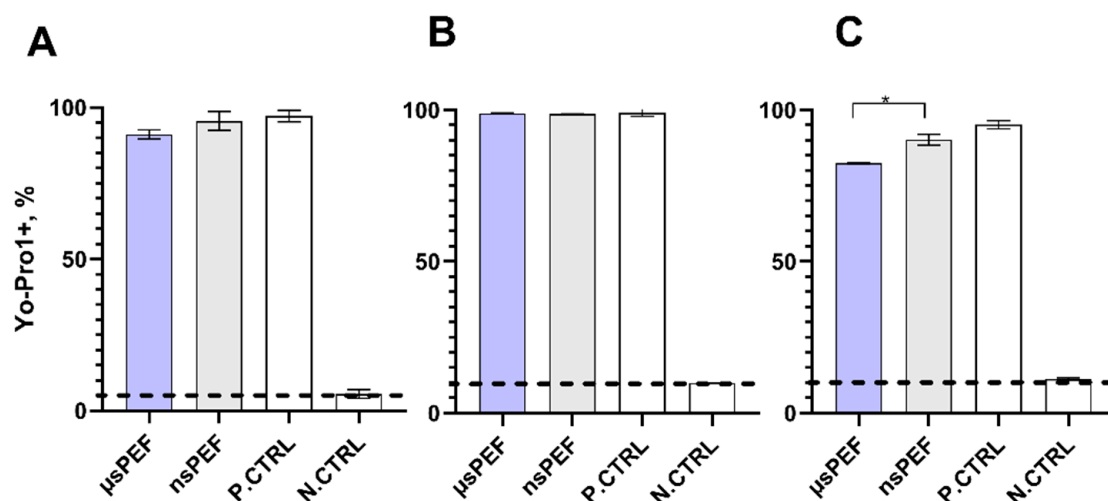 A
B
C
Yo-Pro1+, %
100
50
0
µsPEF
nsPEF
P.CTRL
N.CTRL
100
50
0
µsPEF
nsPEF
P.CTRL
N.CTRL
*
100
50
0
µsPEF
nsPEF
P.CTRL
N.CTRL